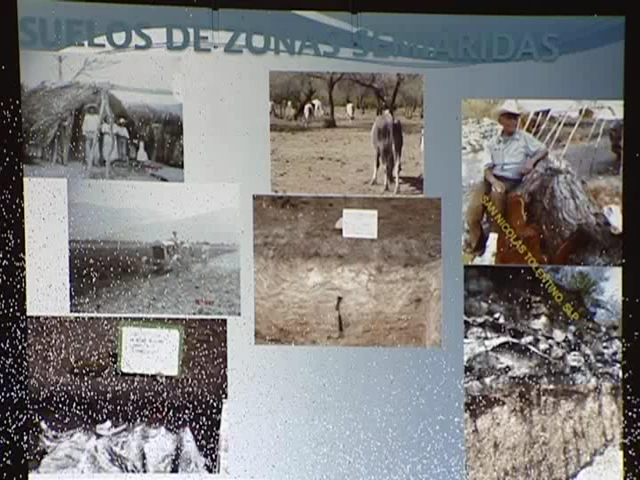 SUELOS DE ZONAS SEMIARIDAS
SAN NICOLAS TOLENTINO, SLP